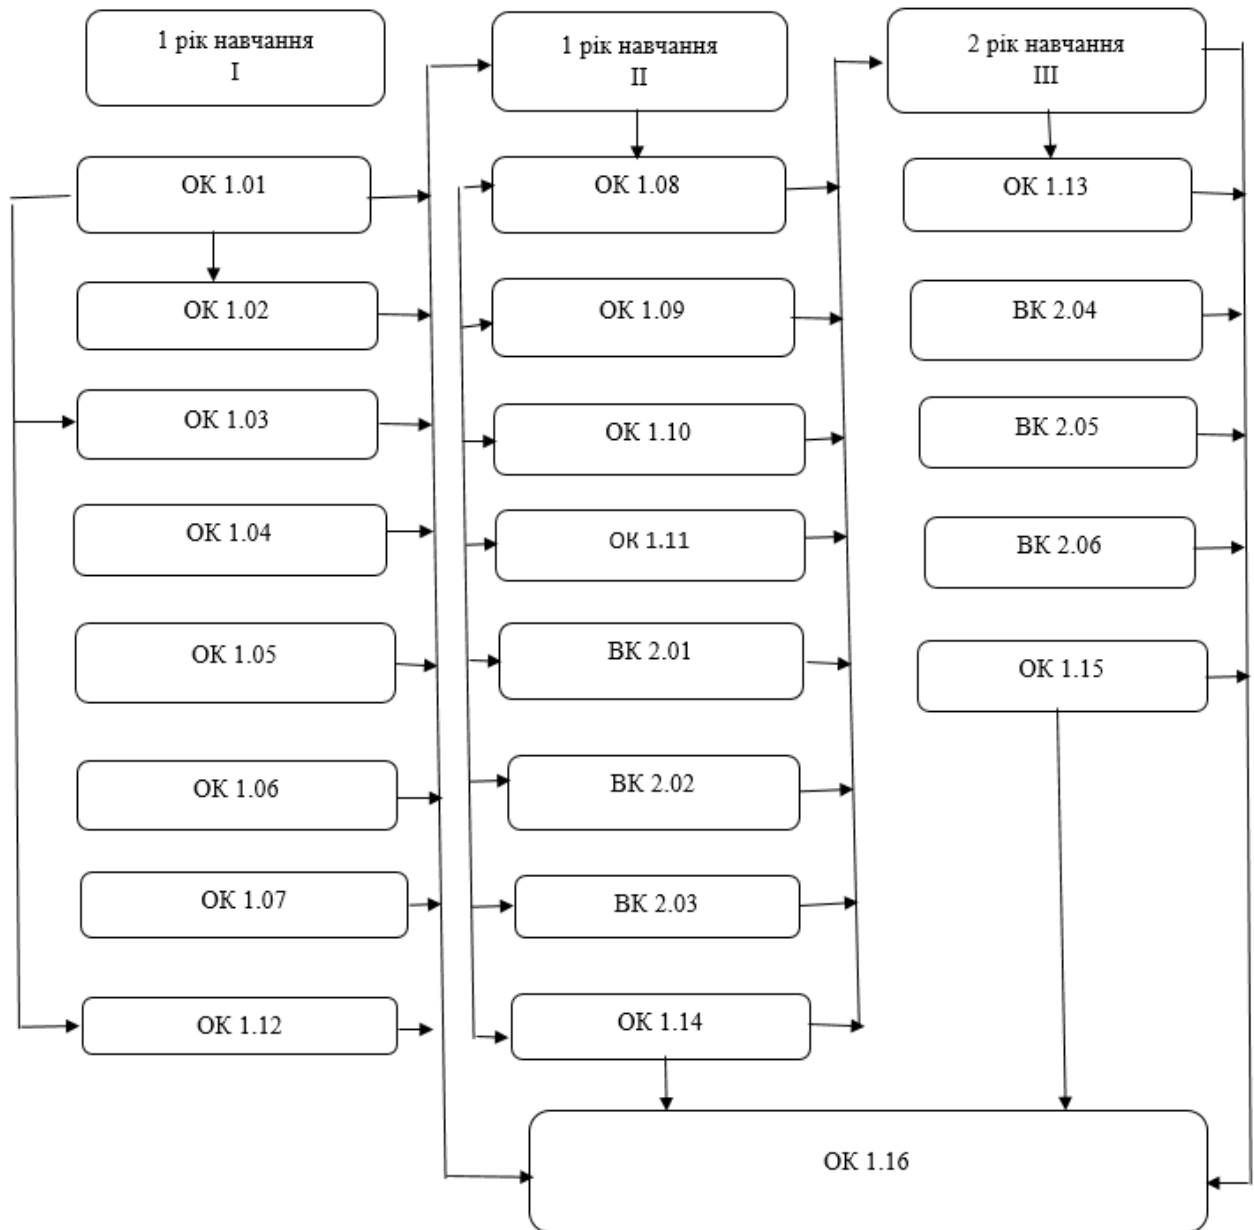 1 рік навчання
I
1 рік навчання
II
2 рік навчання
III
ОК 1.01
ОК 1.02
ОК 1.03
ОК 1.04
ОК 1.05
ОК 1.06
ОК 1.07
ОК 1.12
ОК 1.08
ОК 1.09
ОК 1.10
ОК 1.11
ВК 2.01
ВК 2.02
ВК 2.03
ОК 1.14
ОК 1.13
ВК 2.04
ВК 2.05
ВК 2.06
ОК 1.15
ОК 1.16